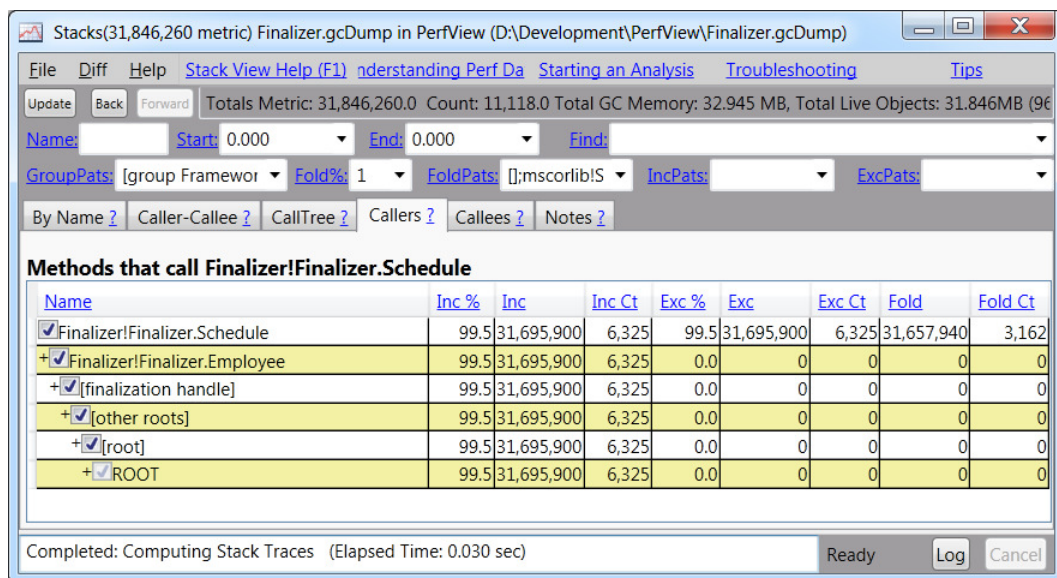 Stacks(31,846,260 metric) Finalizer.gcDump in PerfView (D:\Development\PerfView\Finalizer.gcDump)
File Diff Help Stack View Help (F1) nderstanding Perf Da Starting an Analysis Troubleshooting Tips
Update Back Forward Totals Metric: 31,846,260.0 Count: 11,118.0 Total GC Memory: 32.945 MB, Total Live Objects: 31.846MB (96
Name: Start: 0.000 End: 0.000 Find:
GroupPats: [group Framewor Fold%: 1 FoldPats: [];mscorlib!S IncPats: ExcPats:
By Name ? Caller-Callee ? CallTree ? Callers ? Callees ? Notes ?
Methods that call Finalizer!Finalizer.Schedule
Name Inc % Inc Inc Ct Exc % Exc Exc Ct Fold Fold Ct
Finalizer!Finalizer.Schedule 99.5 31,695,900 6,325 99.5 31,695,900 6,325 31,657,940 3,162
+ Finalizer!Finalizer.Employee 99.5 31,695,900 6,325 0.0 0 0 0 0
+ [finalization handle] 99.5 31,695,900 6,325 0.0 0 0 0 0
+ [other roots] 99.5 31,695,900 6,325 0.0 0 0 0 0
+ [root] 99.5 31,695,900 6,325 0.0 0 0 0 0
+ ROOT 99.5 31,695,900 6,325 0.0 0 0 0 0
Completed: Computing Stack Traces (Elapsed Time: 0.030 sec) Ready Log Cancel